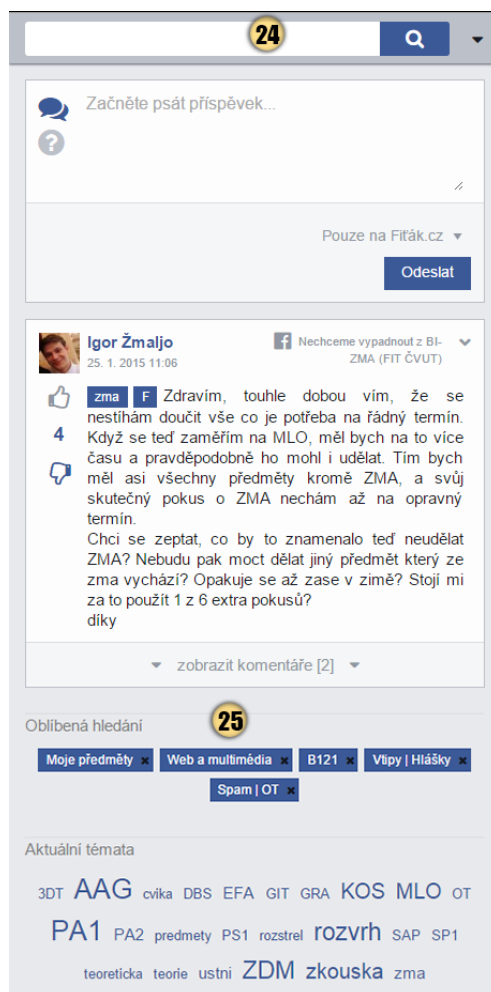 24
Začněte psát příspěvek...
Pouze na Fiťák.cz
Odeslat
Igor Žmaljo
25. 1. 2015 11:06
Nechceme vypadnout z BI-
ZMA (FIT ČVUT)
zma F Zdravím, touhle dobou vím, že se
nestíhám doučit vše co je potřeba na řádný termín.
Když se teď zaměřím na MLO, měl bych na to více
času a pravděpodobně ho mohl i udělat. Tím bych
měl asi všechny předměty kromě ZMA, a svůj
skutečný pokus o ZMA nechám až na opravný
termín.
Chci se zeptat, co by to znamenalo teď neudělat
ZMA? Nebudu pak moct dělat jiný předmět který ze
zma vychází? Opakuje se až zase v zimě? Stojí mi
za to použít 1 z 6 extra pokusů?
díky
4
zobrazit komentáře [2]
25
Oblíbená hledání
Moje předměty × Web a multimédia × B121 × Vtipy | Hlášky ×
Spam | OT ×
Aktuální témata
3DT AAG cvika DBS EFA GIT GRA KOS MLO OT
PA1 PA2 predmety PS1 rozstrel rozvrh SAP SP1
teoreticka teorie ustni ZDM zkouska zma